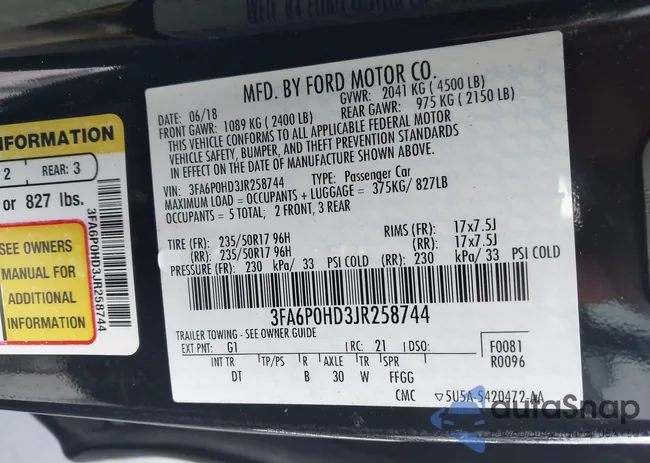 MFD. BY FORD MOTOR CO.
DATE: 06/18 GVWR: 2041 KG (4500 LB)
FRONT GAWR: 1089 KG (2400 LB) REAR GAWR: 975 KG (2150 LB)
THIS VEHICLE CONFORMS TO ALL APPLICABLE FEDERAL MOTOR
VEHICLE SAFETY, BUMPER, AND THEFT PREVENTION STANDARDS
IN EFFECT ON THE DATE OF MANUFACTURE SHOWN ABOVE.
VIN: 3FA6P0HD3JR258744 TYPE: Passenger Car
MAXIMUM LOAD = OCCUPANTS + LUGGAGE = 375KG/ 827LB
OCCUPANTS = 5 TOTAL; 2 FRONT, 3 REAR
TIRE (FR): 235/50R17 96H RIMS (FR): 17x7.5J
(RR): 235/50R17 96H (RR): 17x7.5J
PRESSURE (FR): 230 kPa/ 33 PSI COLD (RR): 230 kPa/ 33 PSI COLD
3FA6P0HD3JR258744
TRAILER TOWING - SEE OWNER GUIDE
EXT PNT: G1 RC: 21 DSO: F0081
INT TR TP/PS R AXLE TR SPR R0096
DT B 30 W FFGG
CMC 5U5A-5420472-AA
INFORMATION
2 REAR: 3
or 827 lbs.
SEE OWNERS
MANUAL FOR
ADDITIONAL
INFORMATION
3FA6P0HD3JR258744
autoSnap